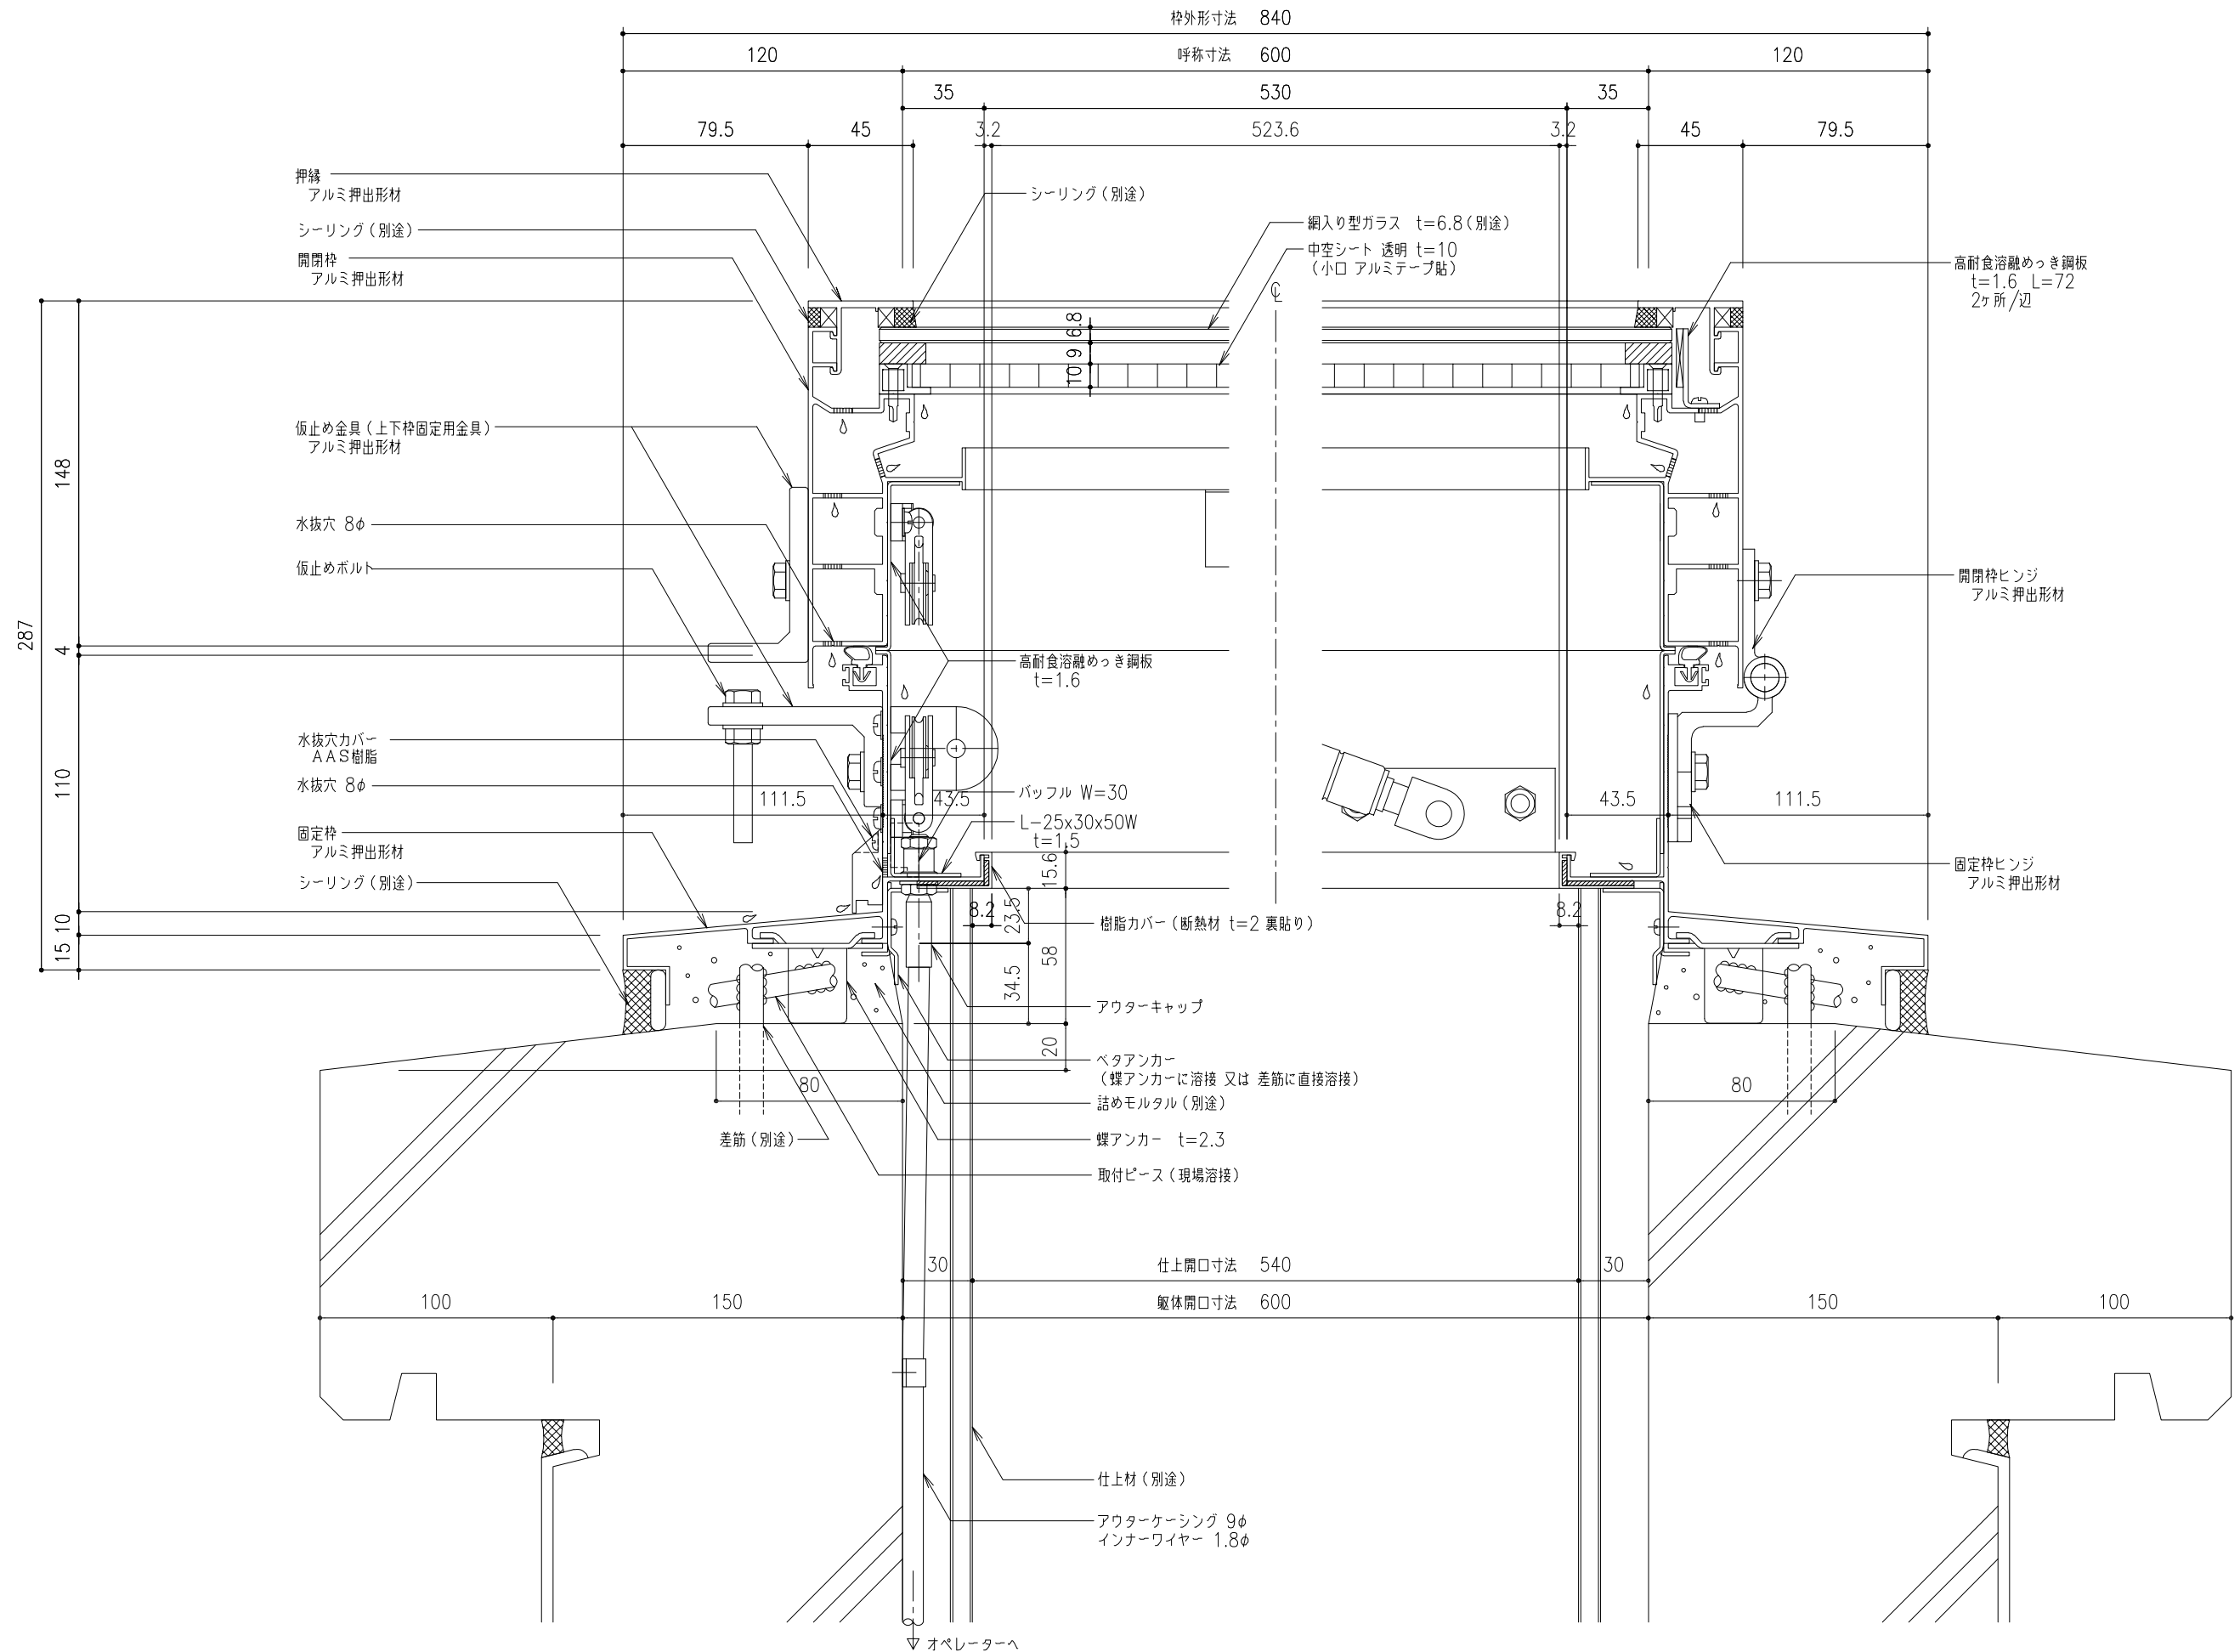 枠外形寸法 840
120 呼称寸法 600 120
35 530 35
79.5 45 3.2 523.6 3.2 45 79.5
押縁
アルミ押出形材
シーリング(別途)
シーリング(別途)
開閉枠
アルミ押出形材
網入り型ガラス t=6.8(別途)
中空シート 透明 t=10
(小口 アルミテープ貼)
高耐食溶融めっき鋼板
t=1.6 L=72
2ヶ所/辺
℄
6.8
9
10
仮止め金具(上下枠固定用金具)
アルミ押出形材
148
水抜穴 8φ
仮止めボルト
開閉枠ヒンジ
アルミ押出形材
287
4
高耐食溶融めっき鋼板
t=1.6
水抜穴カバー
AAS樹脂
水抜穴 8φ
110
111.5 43.5 43.5 111.5
バッフル W=30
L-25x30x50W
t=1.5
固定枠
アルミ押出形材
シーリング(別途)
15.6
固定枠ヒンジ
アルミ押出形材
8.2 23.5 8.2
樹脂カバー(断熱材 t=2 裏貼り)
10
15
58
34.5
アウターキャップ
20
ベタアンカー
(蝶アンカーに溶接 又は 差筋に直接溶接)
80 80
詰めモルタル(別途)
差筋(別途)
蝶アンカー t=2.3
取付ピース(現場溶接)
30 仕上開口寸法 540 30
100 150 躯体開口寸法 600 150 100
仕上材(別途)
アウターケーシング 9φ
インナーワイヤー 1.8φ
オペレーターへ